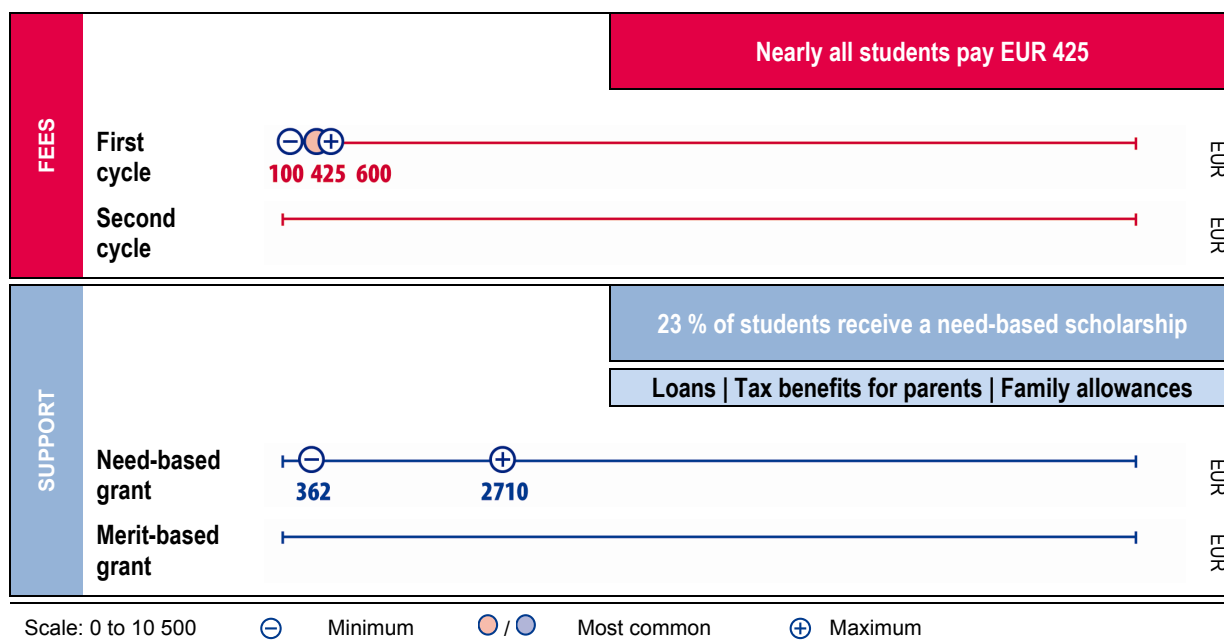 Nearly all students pay EUR 425
FEES
First
cycle
100 425 600
EUR
Second
cycle
EUR
23 % of students receive a need-based scholarship
Loans | Tax benefits for parents | Family allowances
SUPPORT
Need-based
grant
362 2710
EUR
Merit-based
grant
EUR
Scale: 0 to 10 500 Minimum / Most common Maximum